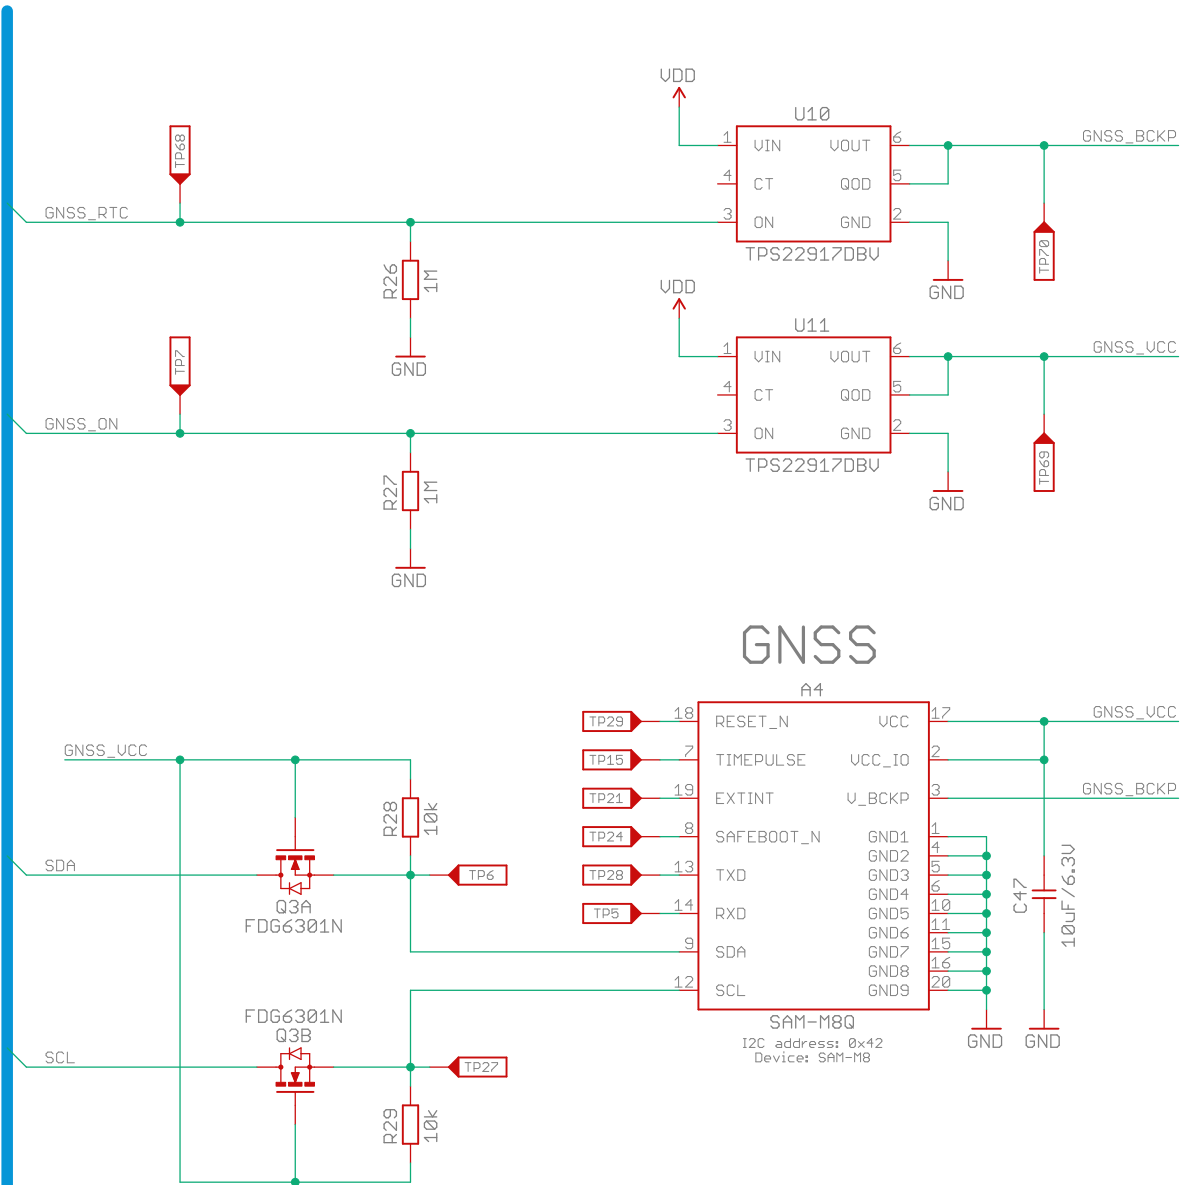 VDD
U10
TP68
1 VIN VOUT 6
GNSS_BCKP
4 CT QOD 5
GNSS_RTC
3 ON GND 2
TPS22917DBV
TP70
R26
1M
GND
GND
VDD
U11
TP7
1 VIN VOUT 6
GNSS_VCC
4 CT QOD 5
GNSS_ON
3 ON GND 2
TPS22917DBV
TP69
R27
1M
GND
GND
GNSS
A4
TP29 18 RESET_N VCC 17
GNSS_VCC
GNSS_VCC
TP15 7 TIMEPULSE VCC_IO 2
TP21 19 EXTINT V_BCKP 3
GNSS_BCKP
R28
10k
TP24 8 SAFEBOOT_N GND1 1
GND2 4
SDA
TP6
TP28 13 TXD GND3 5
GND4 6
Q3A
FDG6301N
TP5 14 RXD GND5 10
GND6 11
C47
10uF/6.3V
9 SDA GND7 15
GND8 16
12 SCL GND9 20
SAM-M8Q
GND
GND
I2C address: 0x42
Device: SAM-M8
FDG6301N
Q3B
SCL
TP27
R29
10k